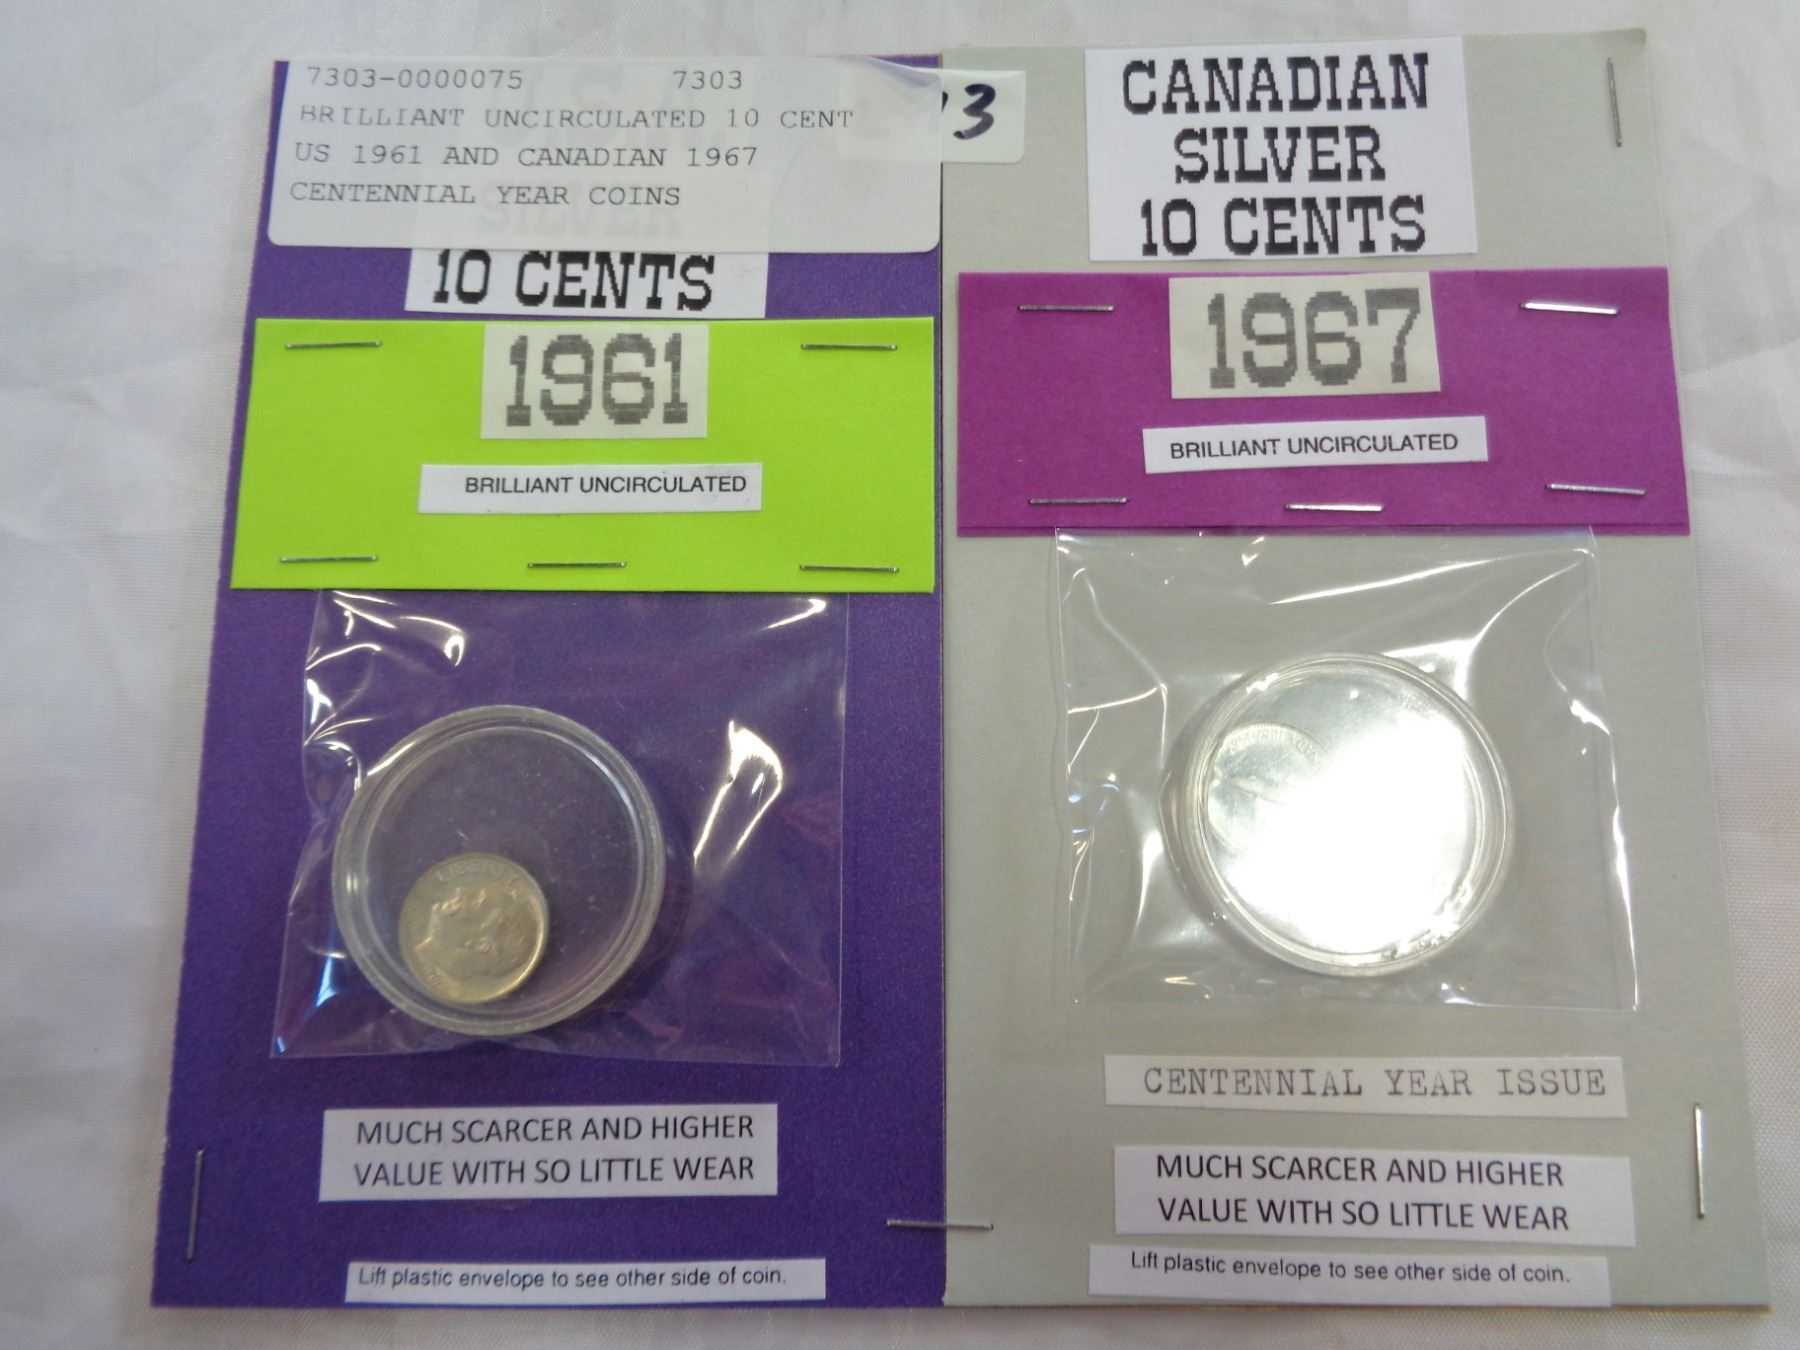 7303-0000075 7303
BRILLIANT UNCIRCULATED 10 CENT
US 1961 AND CANADIAN 1967
CENTENNIAL YEAR COINS
10 CENTS
1961
BRILLIANT UNCIRCULATED
MUCH SCARCER AND HIGHER
VALUE WITH SO LITTLE WEAR
Lift plastic envelope to see other side of coin.
3
CANADIAN
SILVER
10 CENTS
1967
BRILLIANT UNCIRCULATED
CENTENNIAL YEAR ISSUE
MUCH SCARCER AND HIGHER
VALUE WITH SO LITTLE WEAR
Lift plastic envelope to see other side of coin.